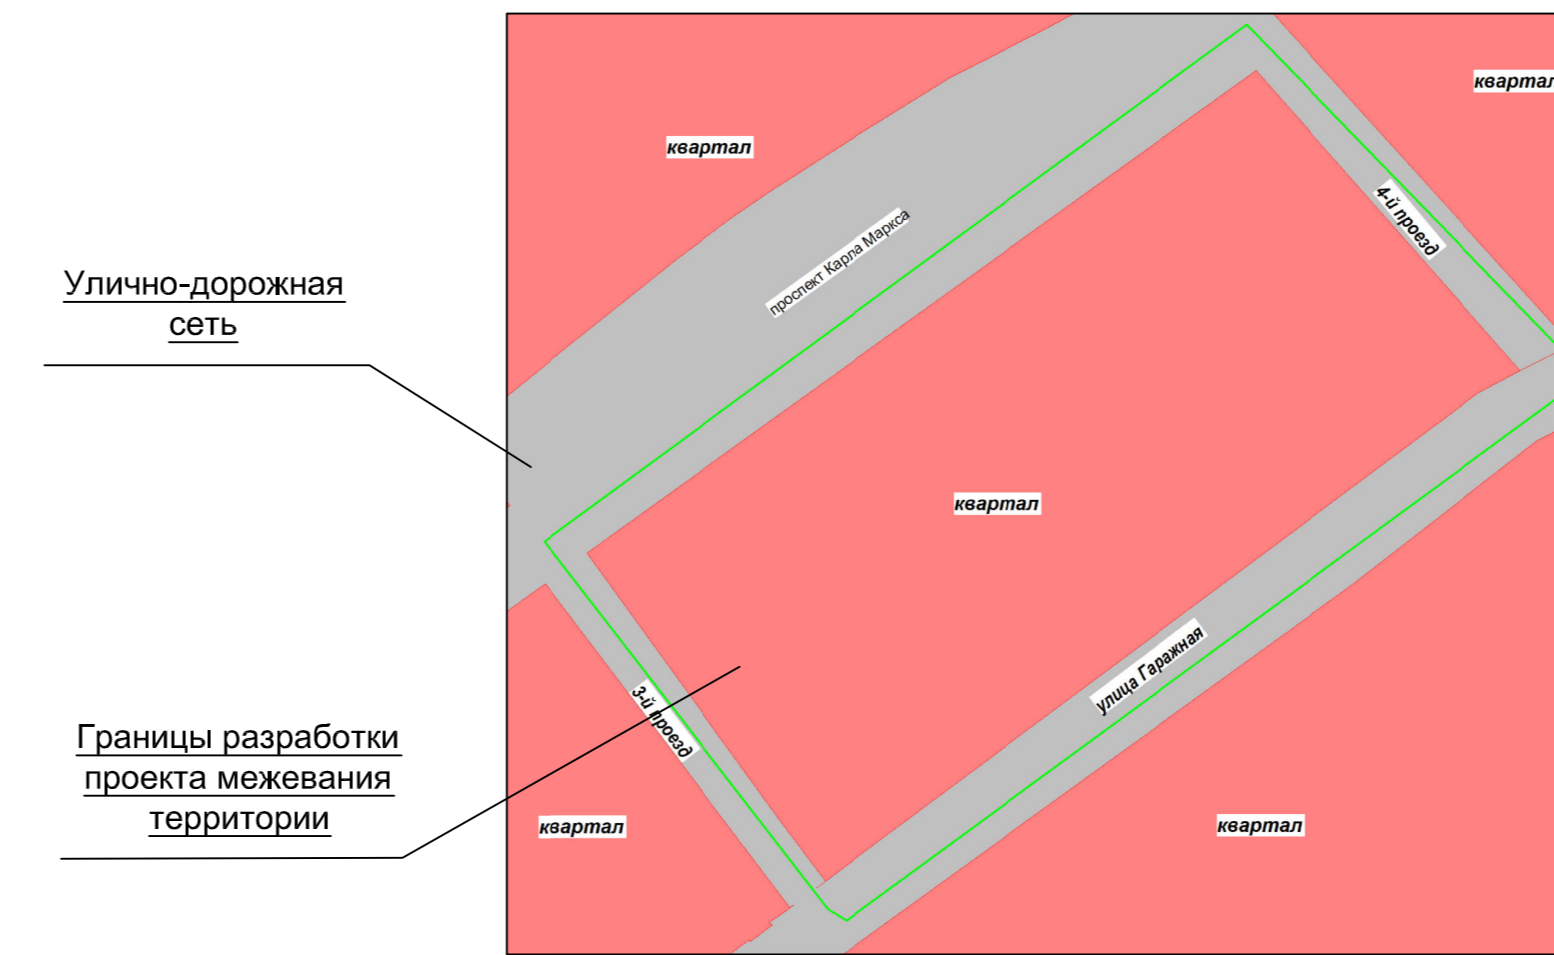 квартал
квартал
проспект Карла Маркса
4-й проезд
Улично-дорожная
сеть
квартал
улица Гаражная
3-й проезд
Границы разработки
проекта межевания
территории
квартал
квартал